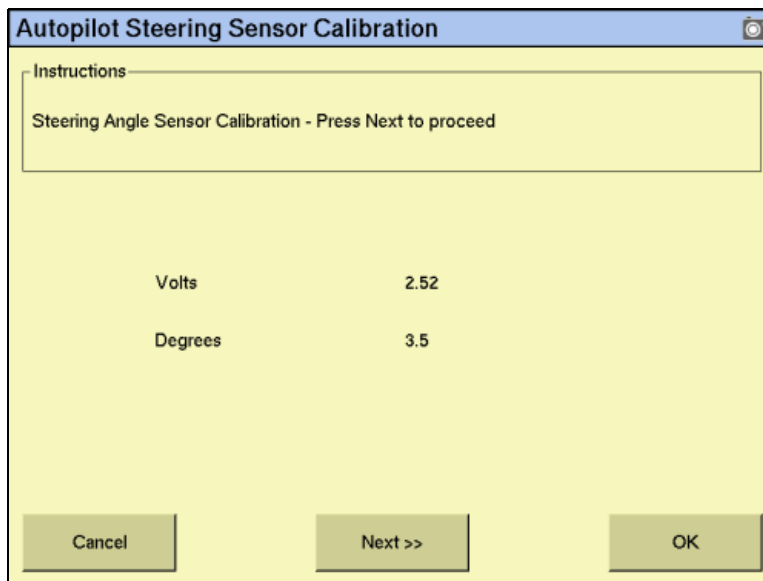 Autopilot Steering Sensor Calibration
Instructions
Steering Angle Sensor Calibration - Press Next to proceed
Volts 2.52
Degrees 3.5
Cancel Next >> OK